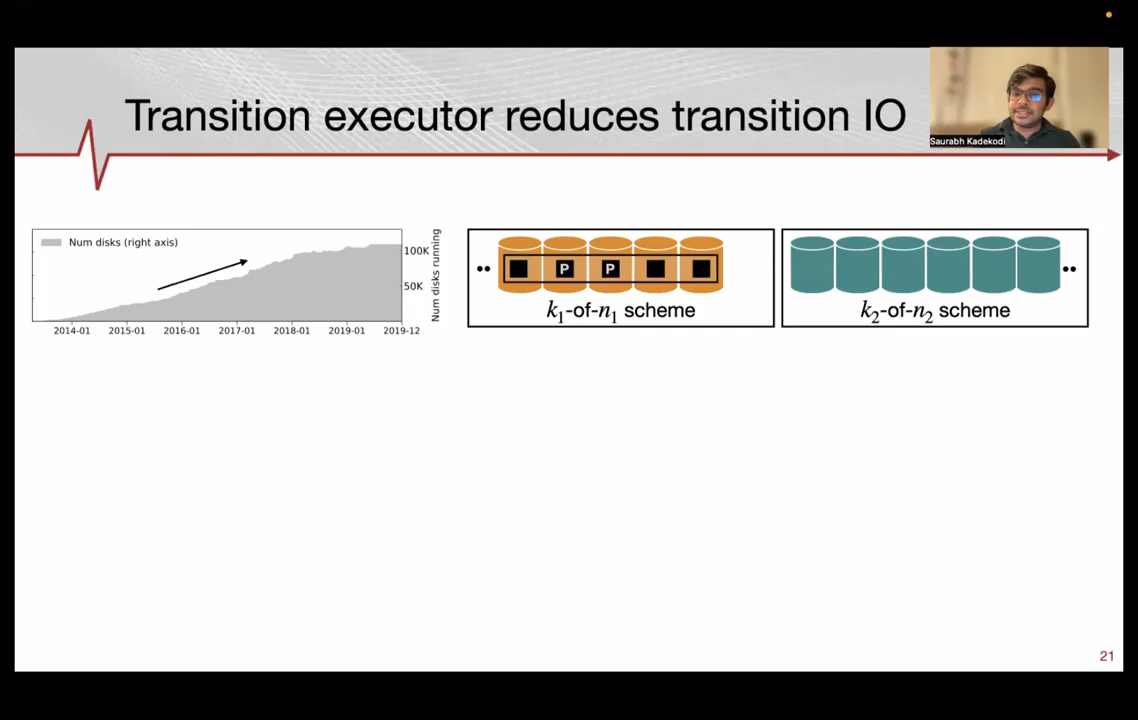 Transition executor reduces transition IO
Saurabh Kadekodi
Num disks (right axis)
100K
50K
Num disks running
2014-01 2015-01 2016-01 2017-01 2018-01 2019-01 2019-12
P P
k₁-of-n₁ scheme
k₂-of-n₂ scheme
21